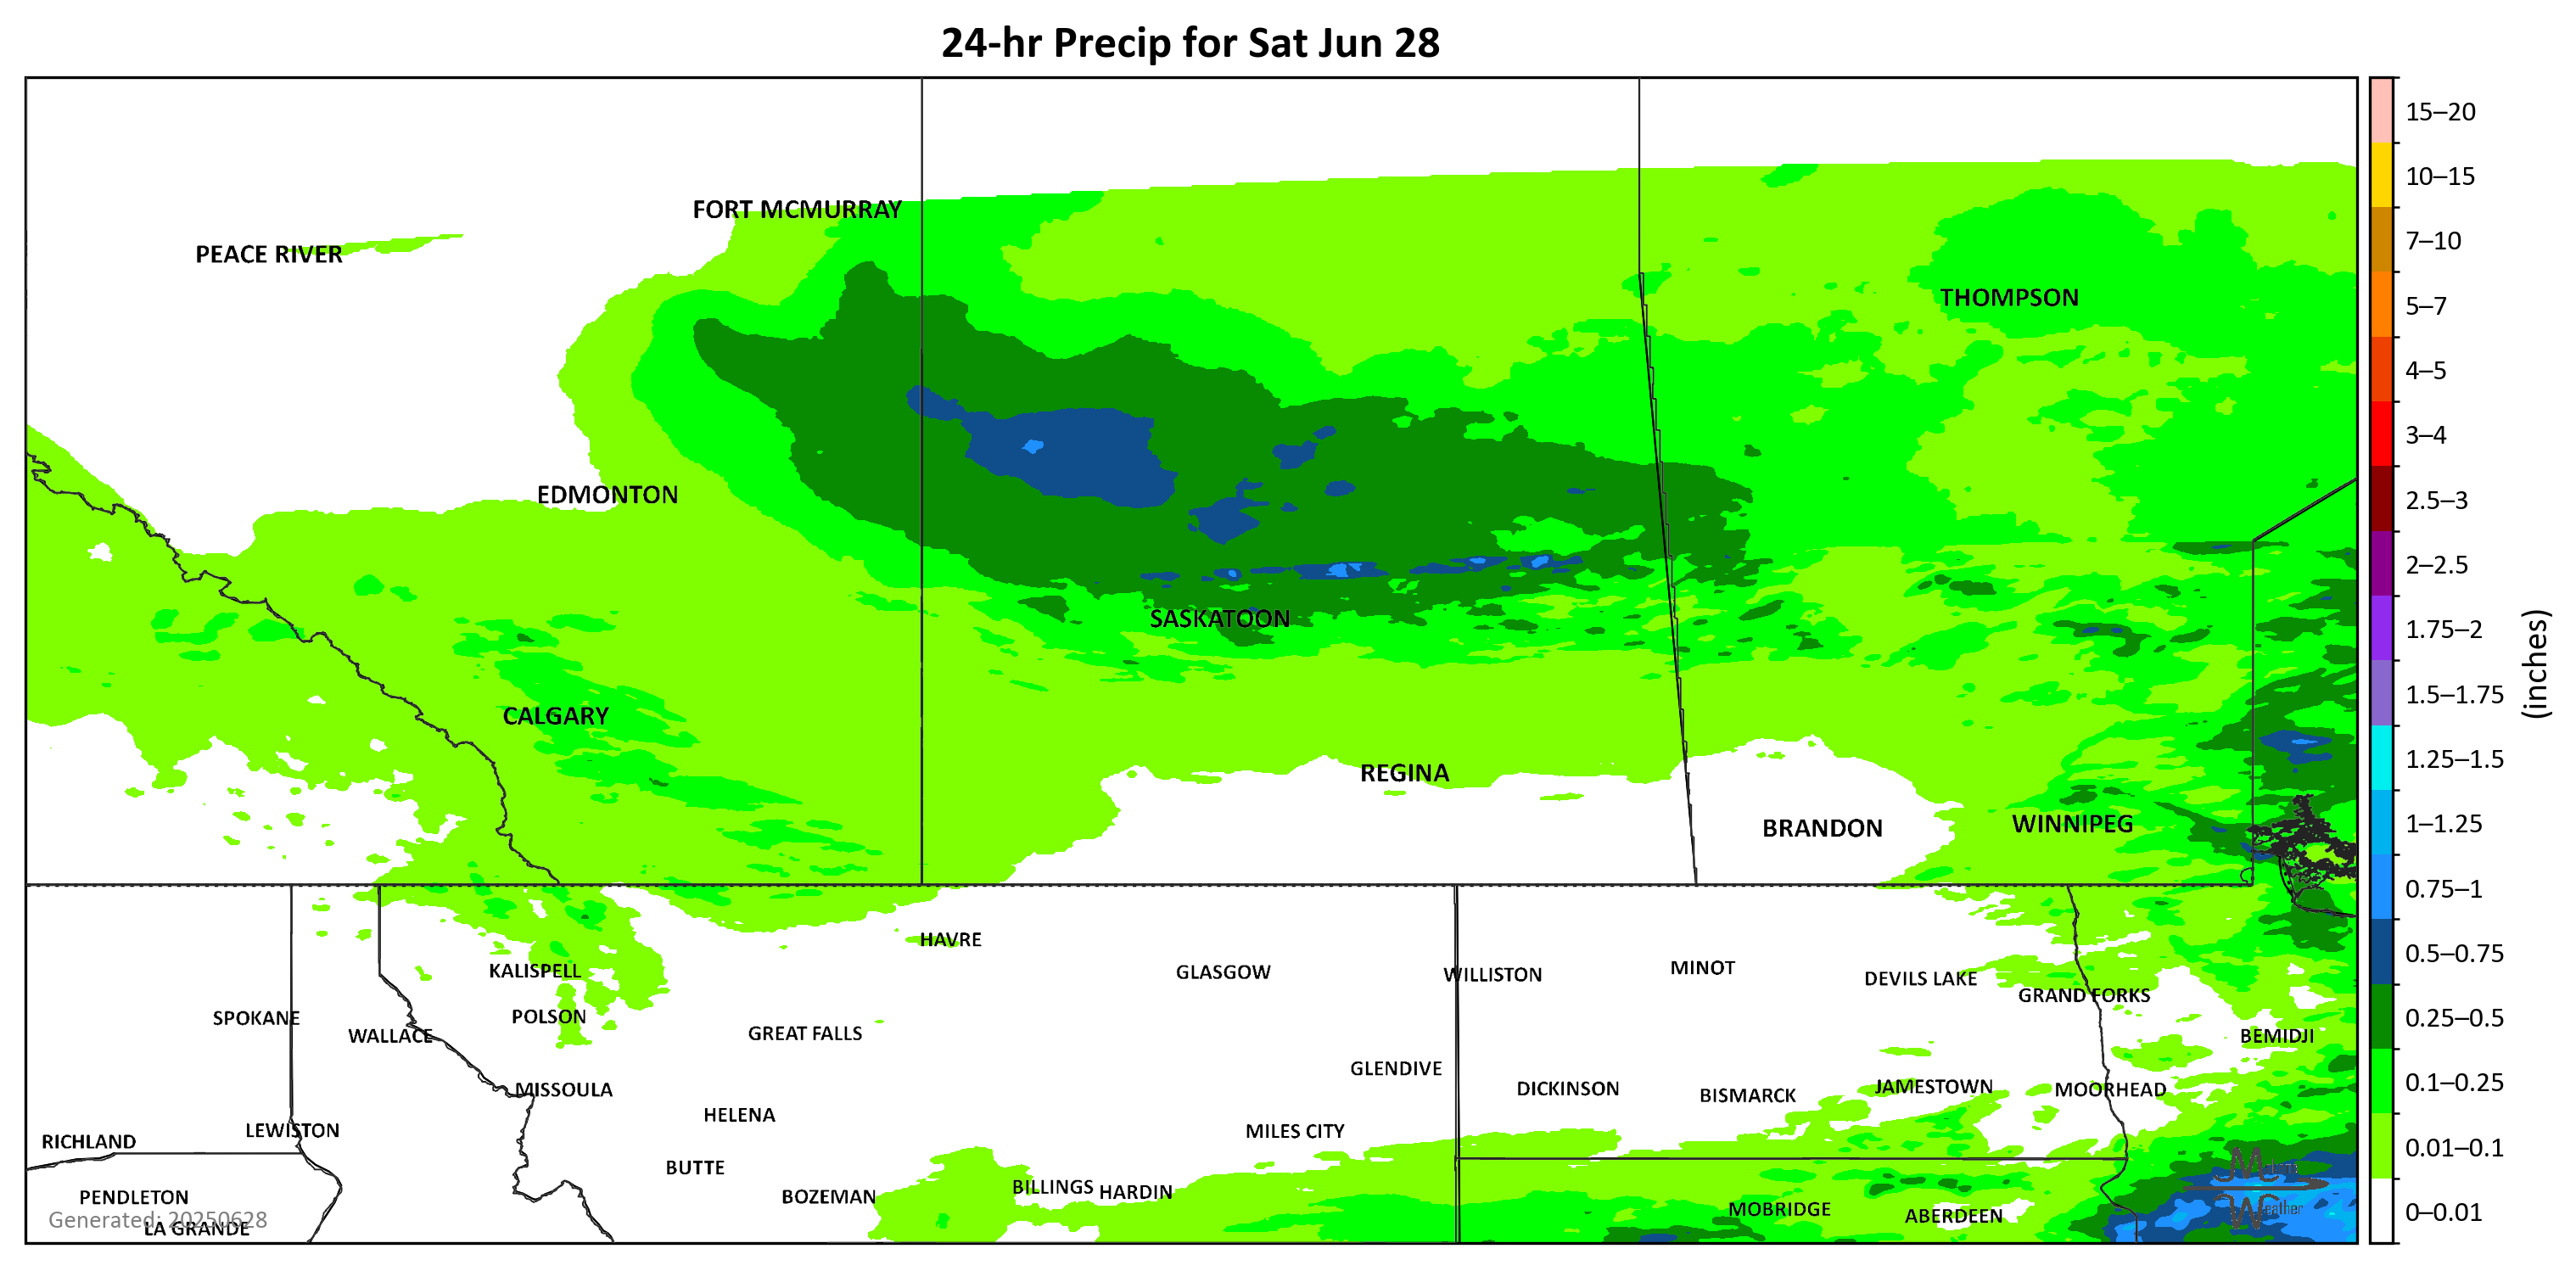 24-hr Precip for Sat Jun 28
FORT MCMURRAY
PEACE RIVER
THOMPSON
EDMONTON
SASKATOON
CALGARY
REGINA
BRANDON
WINNIPEG
HAVRE
KALISPELL
GLASGOW
WILLISTON
MINOT
DEVILS LAKE
GRAND FORKS
SPOKANE
WALLACE
POLSON
GREAT FALLS
BEMIDJI
GLENDIVE
MISSOULA
DICKINSON
BISMARCK
JAMESTOWN
MOORHEAD
HELENA
RICHLAND
LEWISTON
MILES CITY
BUTTE
PENDLETON
BOZEMAN
BILLINGS
HARDIN
MOBRIDGE
ABERDEEN
Generated: 20250628
LA GRANDE
Weather
15–20
10–15
7–10
5–7
4–5
3–4
2.5–3
2–2.5
1.75–2
1.5–1.75
1.25–1.5
1–1.25
0.75–1
0.5–0.75
0.25–0.5
0.1–0.25
0.01–0.1
0–0.01
(inches)